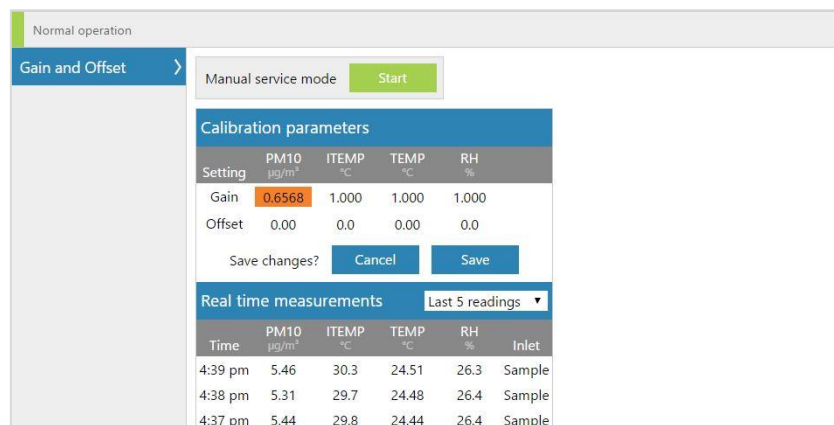 Normal operation
Gain and Offset
Manual service mode Start
Calibration parameters
Setting PM10 µg/m³ ITEMP °C TEMP °C RH %
Gain 0.6568 1.000 1.000 1.000
Offset 0.00 0.0 0.00 0.0
Save changes? Cancel Save
Real time measurements Last 5 readings
Time PM10 µg/m³ ITEMP °C TEMP °C RH % Inlet
4:39 pm 5.46 30.3 24.51 26.3 Sample
4:38 pm 5.31 29.7 24.48 26.4 Sample
4:37 pm 5.44 29.8 24.44 26.4 Sample